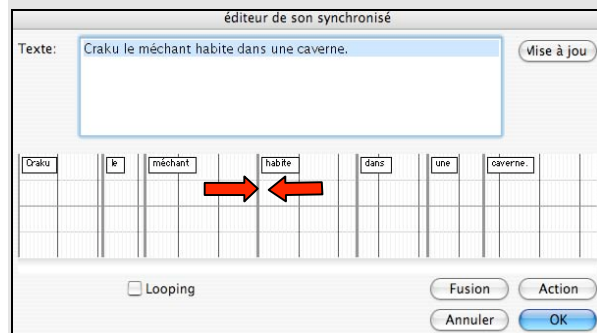 éditeur de son synchronisé
Texte: Craku le méchant habite dans une caverne.
Mise à jou
Craku le méchant habite dans une caverne.
Looping Fusion Action
Annuler OK